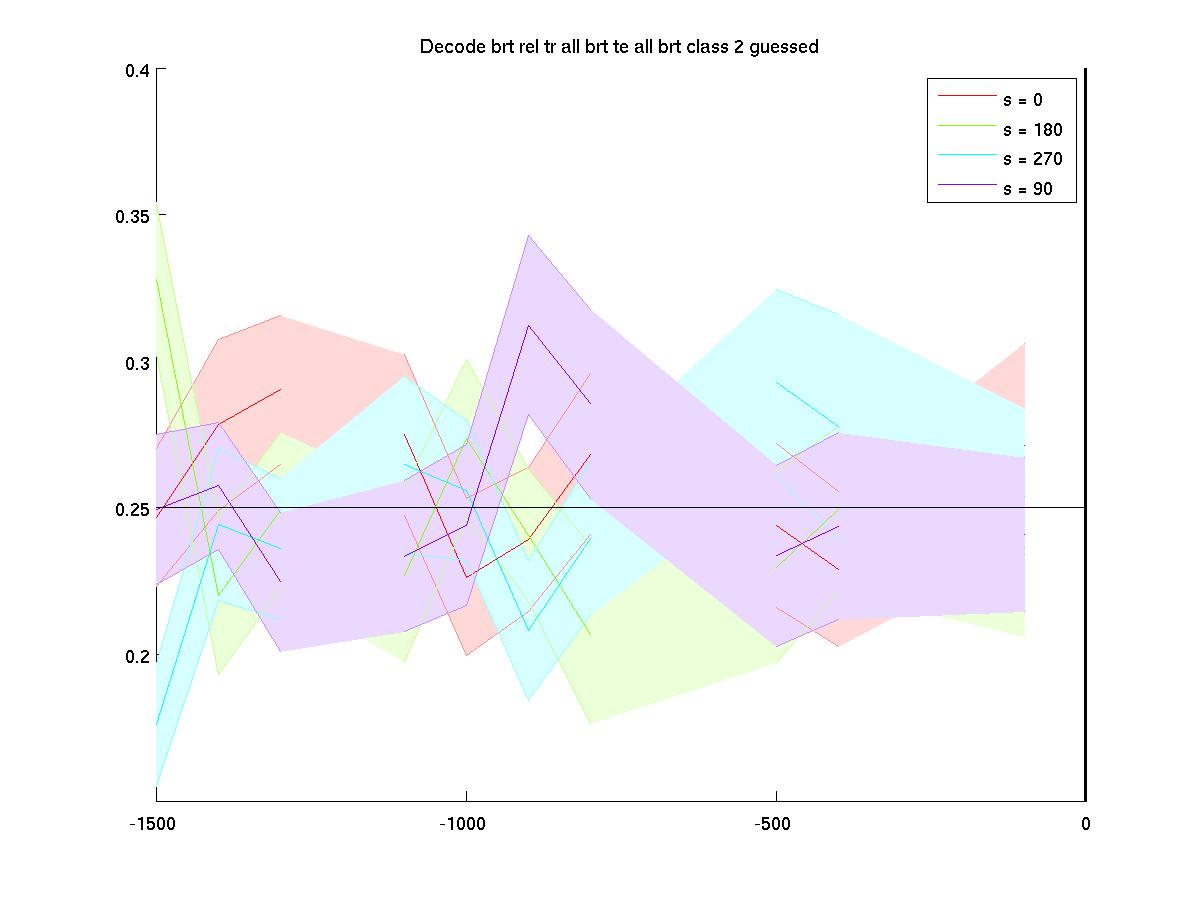 Decode brt rel tr all brt te all brt class 2 guessed
0.4
0.35
0.3
0.25
0.2
s = 0
s = 180
s = 270
s = 90
-1500 -1000 -500 0